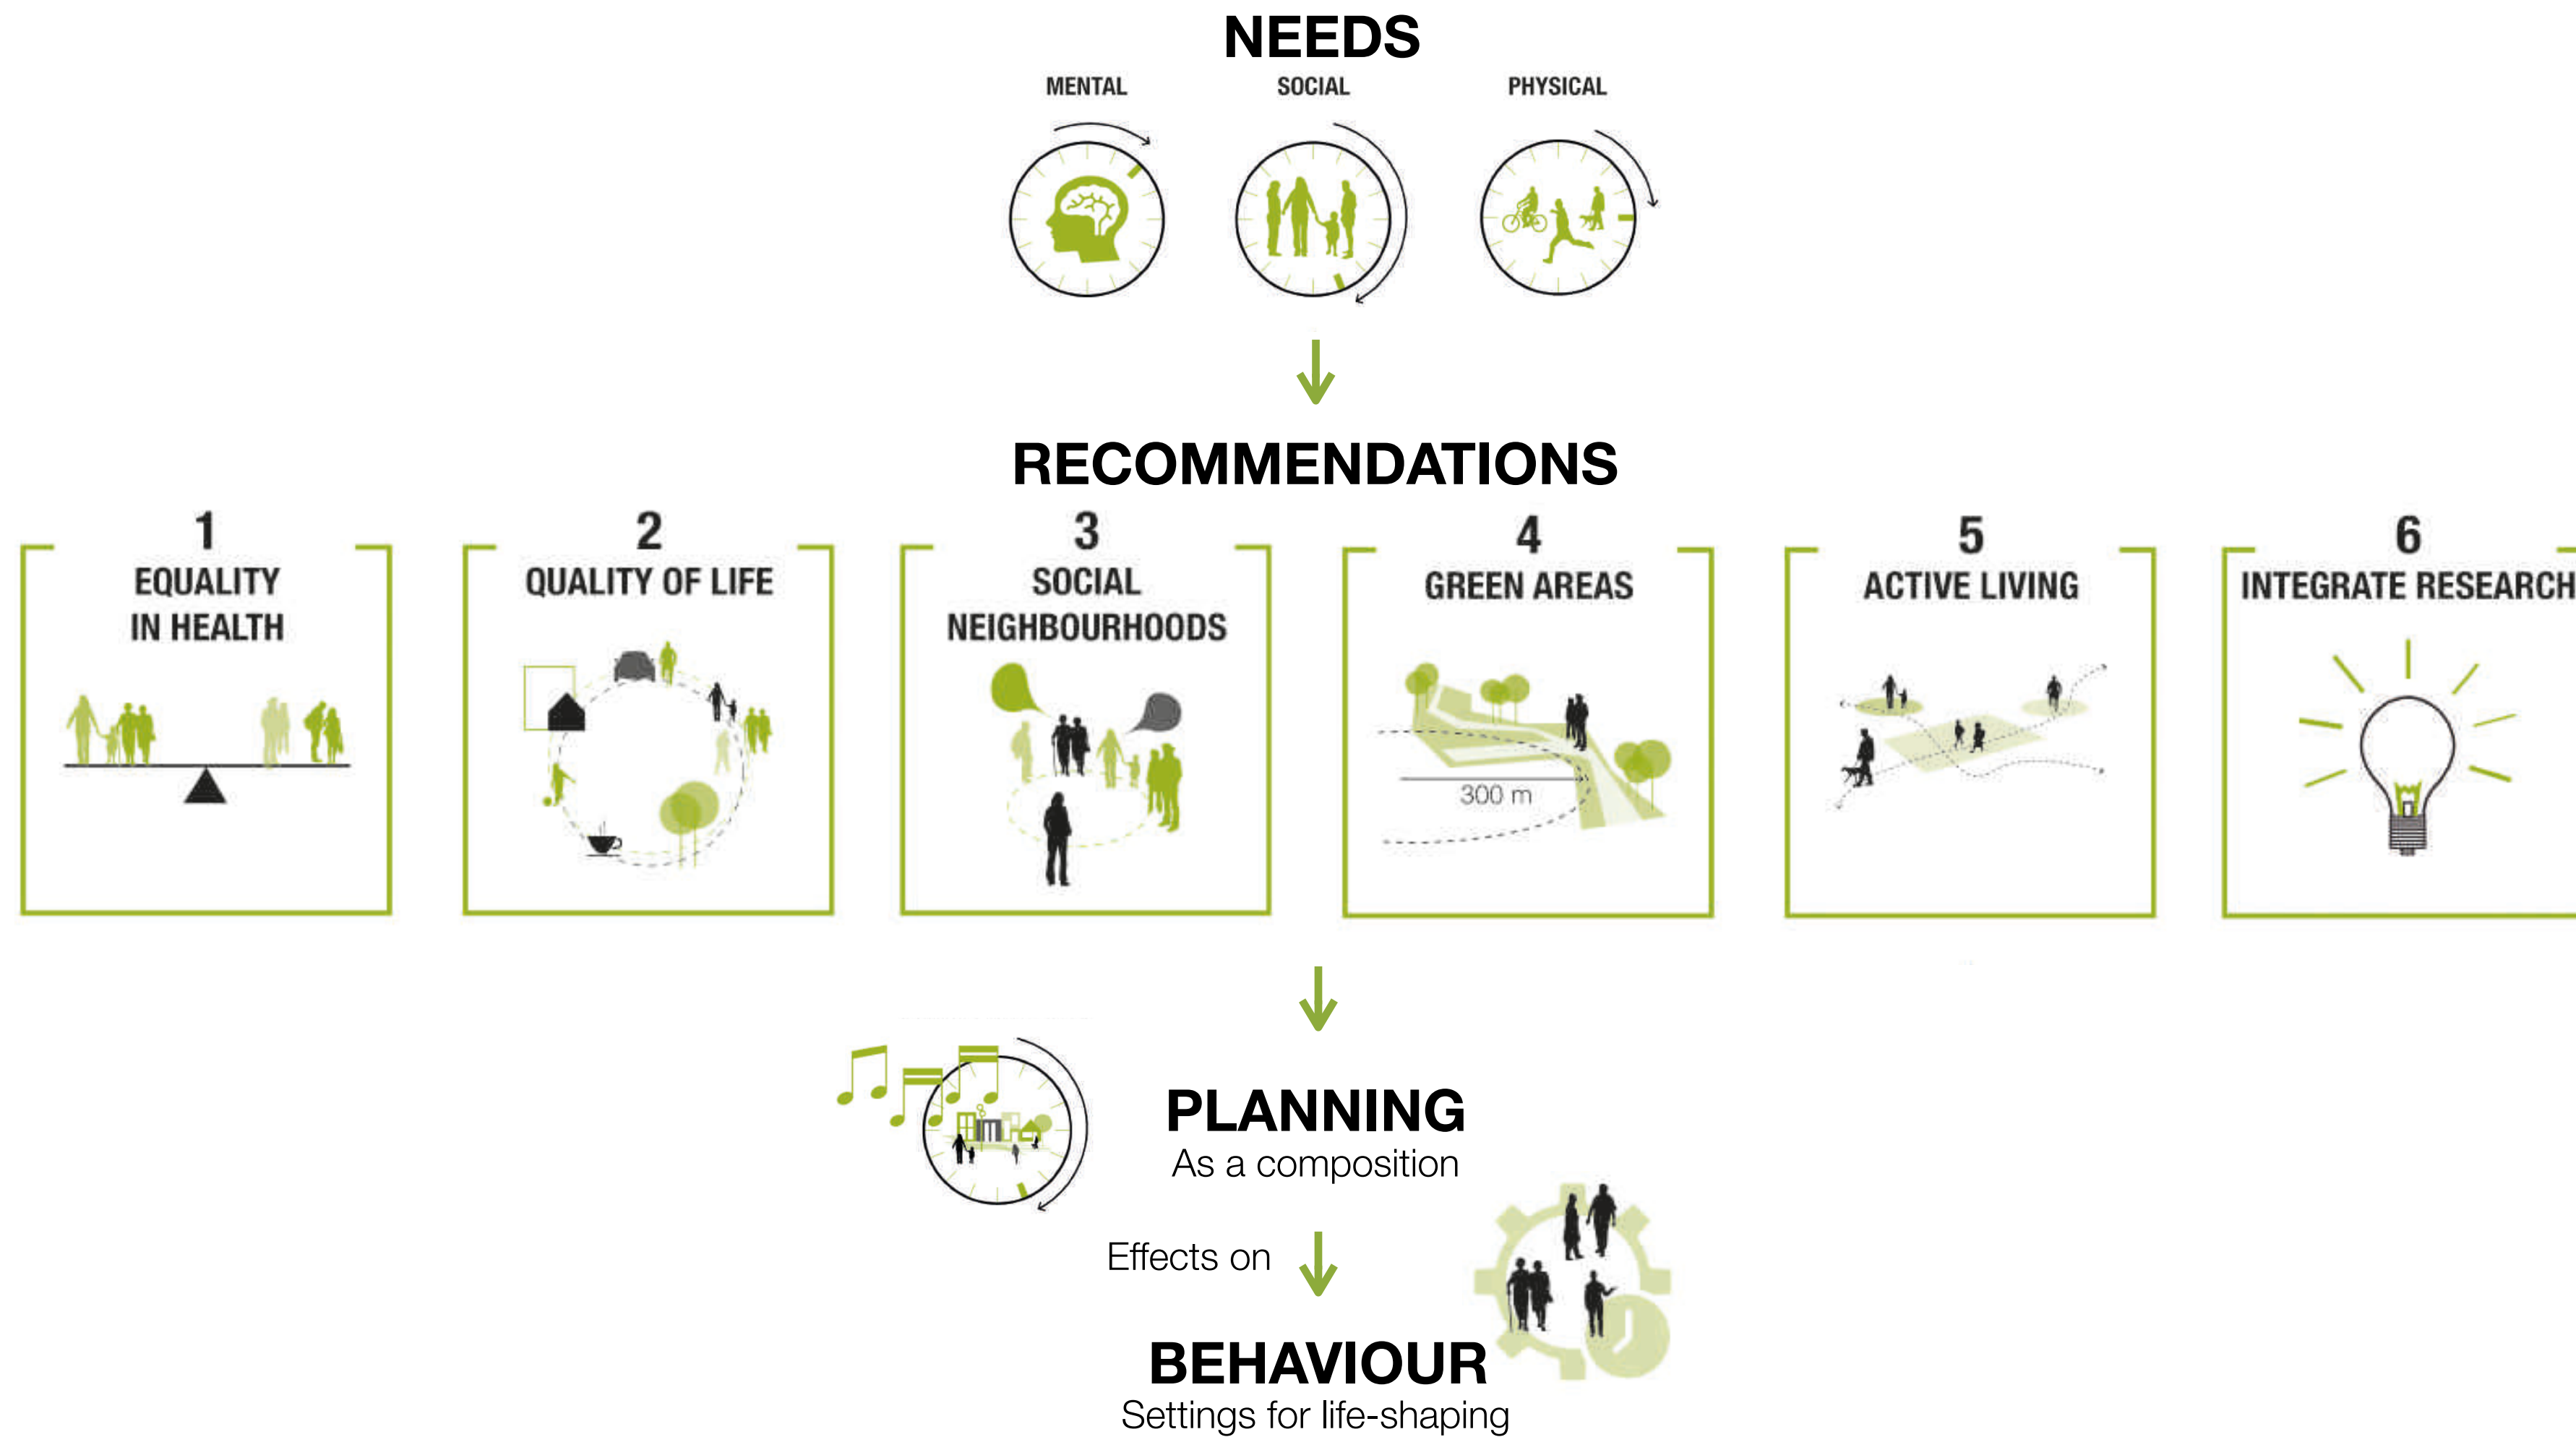 NEEDS
MENTAL
SOCIAL
PHYSICAL
RECOMMENDATIONS
1
EQUALITY
IN HEALTH
2
QUALITY OF LIFE
3
SOCIAL
NEIGHBOURHOODS
4
GREEN AREAS
300 m
5
ACTIVE LIVING
6
INTEGRATE RESEARCH
PLANNING
As a composition
Effects on
BEHAVIOUR
Settings for life-shaping